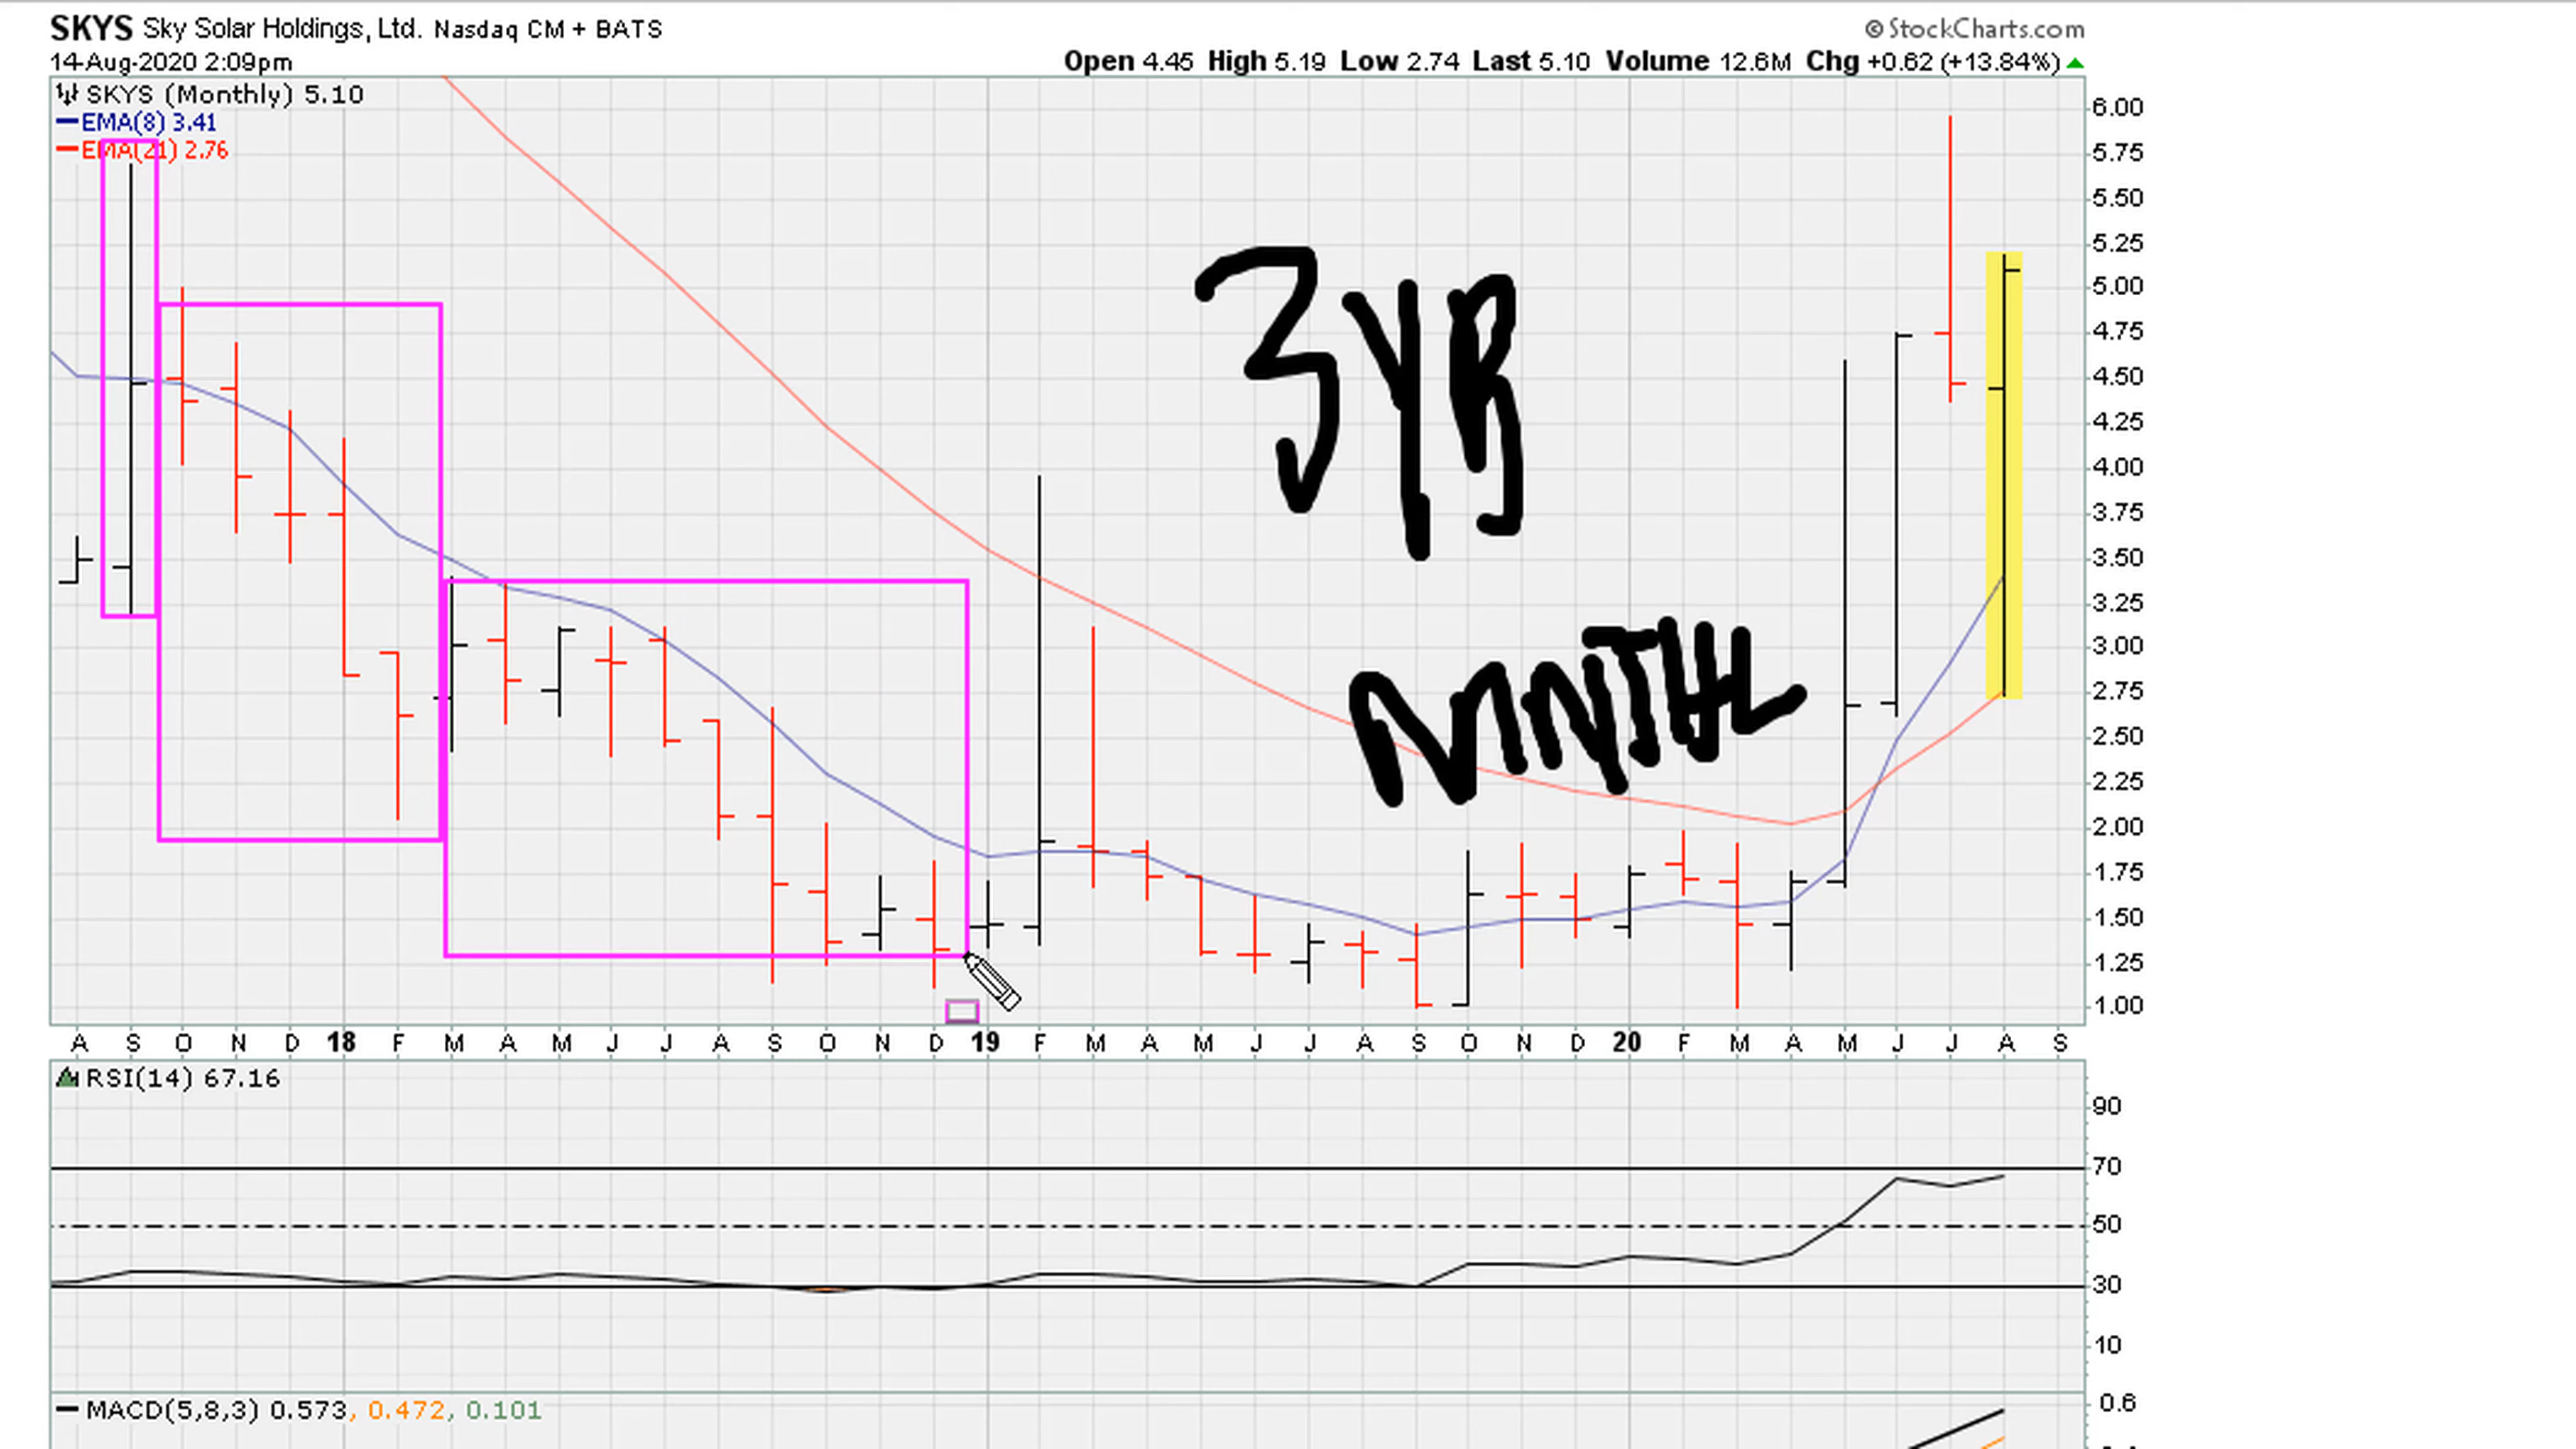 SKYS Sky Solar Holdings, Ltd. Nasdaq CM + BATS
© StockCharts.com
14-Aug-2020 2:09pm
Open 4.45 High 5.19 Low 2.74 Last 5.10 Volume 12.6M Chg +0.62 (+13.84%)
SKYS (Monthly) 5.10
EMA(8) 3.41
EMA(21) 2.76
6.00
5.75
5.50
5.25
5.00
4.75
4.50
4.25
4.00
3.75
3.50
3.25
3.00
2.75
2.50
2.25
2.00
1.75
1.50
1.25
1.00
3YR
MNTHL
A S O N D 18 F M A M J J A S O N D 19 F M A M J J A S O N D 20 F M A M J J A S
RSI(14) 67.16
90
70
50
30
10
MACD(5,8,3) 0.573, 0.472, 0.101
0.6